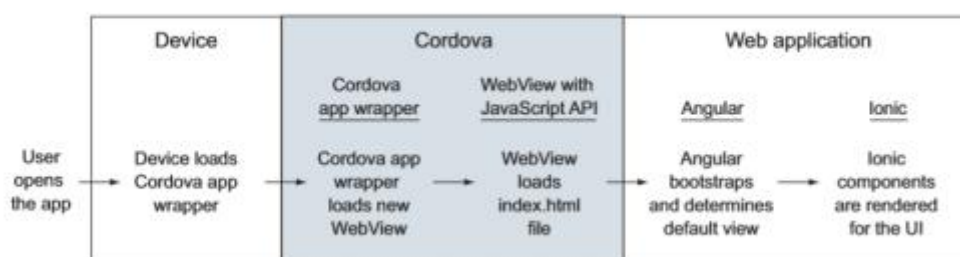 Device
Cordova
Web application
Cordova
app wrapper
WebView with
JavaScript API
Angular
Ionic
User
opens
the app
Device loads
Cordova app
wrapper
Cordova app
wrapper
loads new
WebView
WebView
loads
index.html
file
Angular
bootstraps
and determines
default view
Ionic
components
are rendered
for the UI